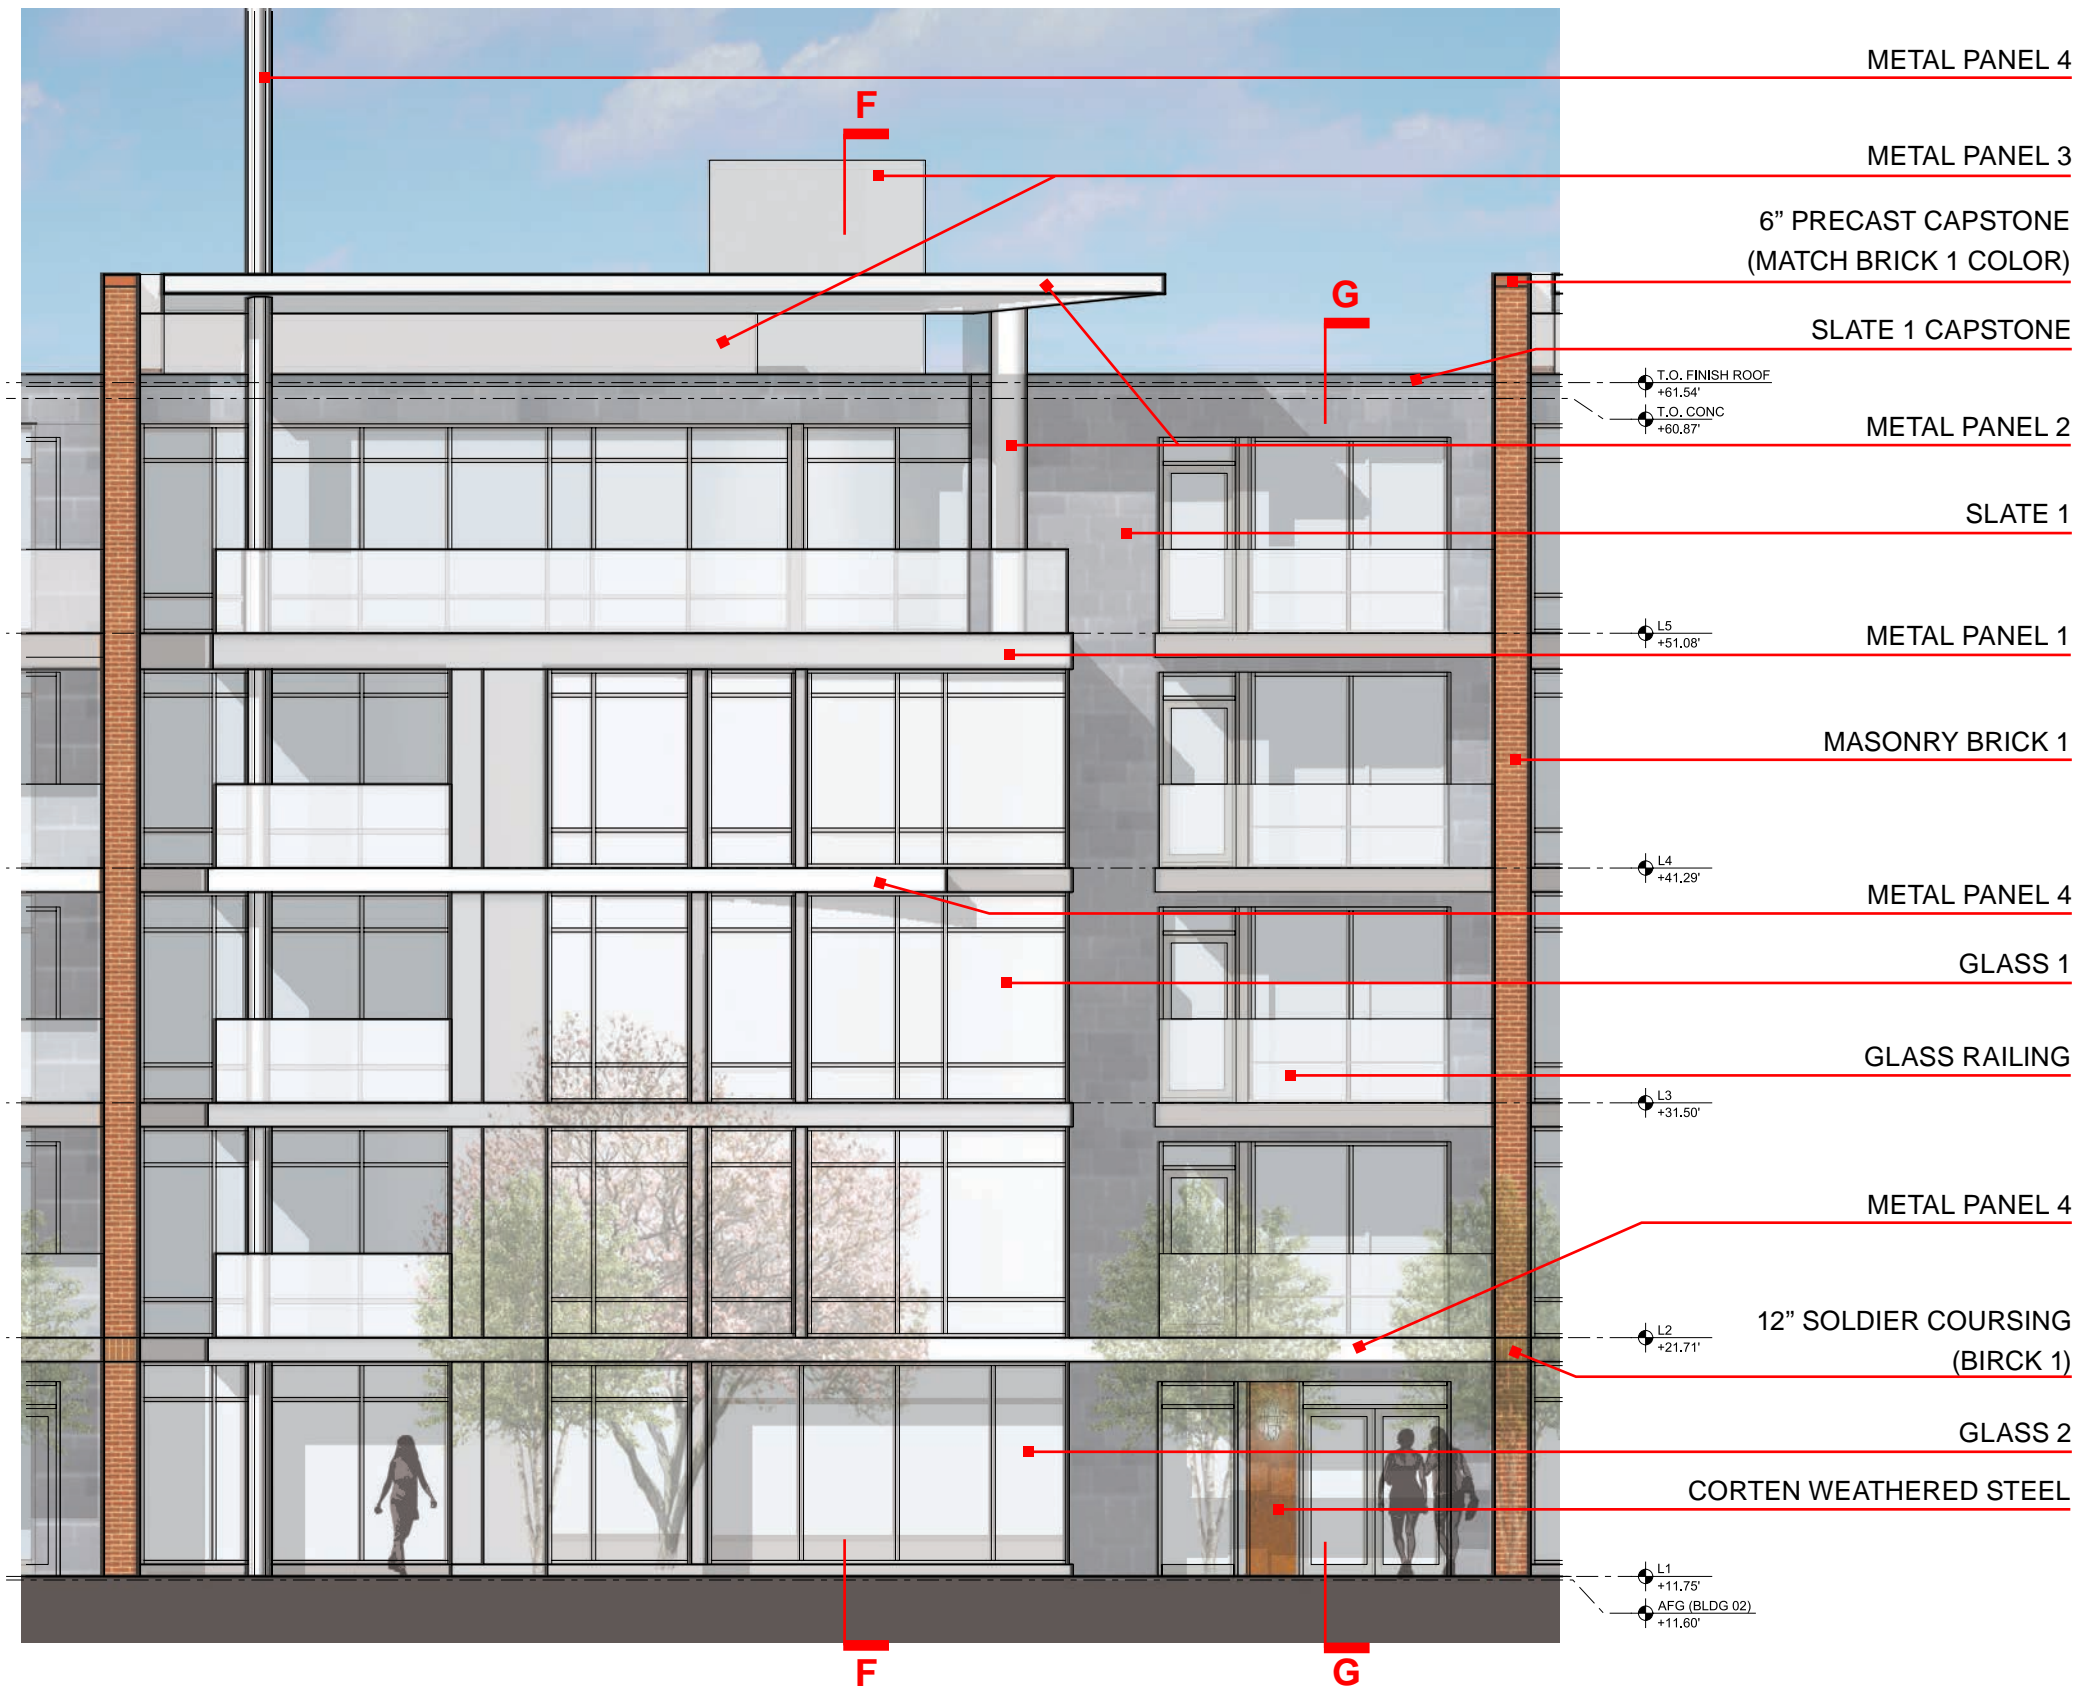 METAL PANEL 4
F
METAL PANEL 3
6” PRECAST CAPSTONE
(MATCH BRICK 1 COLOR)
G
SLATE 1 CAPSTONE
T.O. FINISH ROOF
+61.54'
T.O. CONC
+60.87'
METAL PANEL 2
SLATE 1
L5
+51.08'
METAL PANEL 1
MASONRY BRICK 1
L4
+41.29'
METAL PANEL 4
GLASS 1
GLASS RAILING
L3
+31.50'
METAL PANEL 4
12” SOLDIER COURSING
(BIRCK 1)
L2
+21.71'
GLASS 2
CORTEN WEATHERED STEEL
L1
+11.75'
AFG (BLDG 02)
+11.60'
F
G